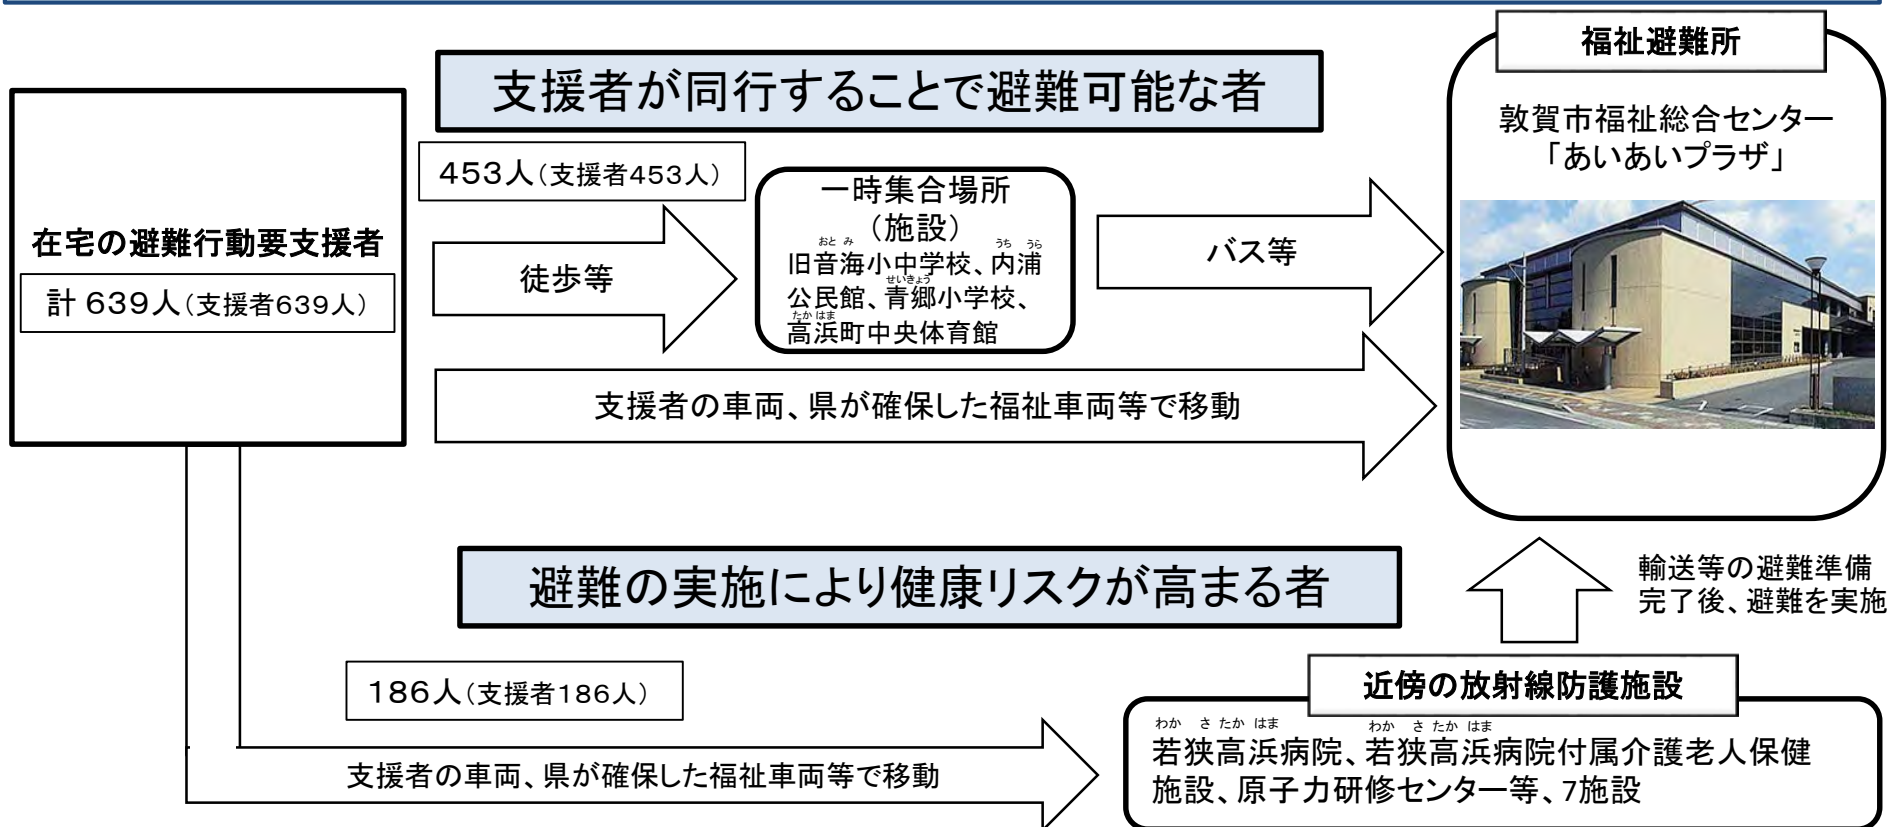 福祉避難所
敦賀市福祉総合センター
「あいあいプラザ」
支援者が同行することで避難可能な者
在宅の避難行動要支援者
計 639人(支援者639人)
453人(支援者453人)
徒歩等
一時集合場所
(施設)
おと み うち うら
旧音海小中学校、内浦
せいきょう
公民館、青郷小学校、
たか はま
高浜町中央体育館
バス等
支援者の車両、県が確保した福祉車両等で移動
避難の実施により健康リスクが高まる者
輸送等の避難準備
完了後、避難を実施
186人(支援者186人)
支援者の車両、県が確保した福祉車両等で移動
近傍の放射線防護施設
わか さ たか はま わか さ たか はま
若狭高浜病院、若狭高浜病院付属介護老人保健
施設、原子力研修センター等、7施設